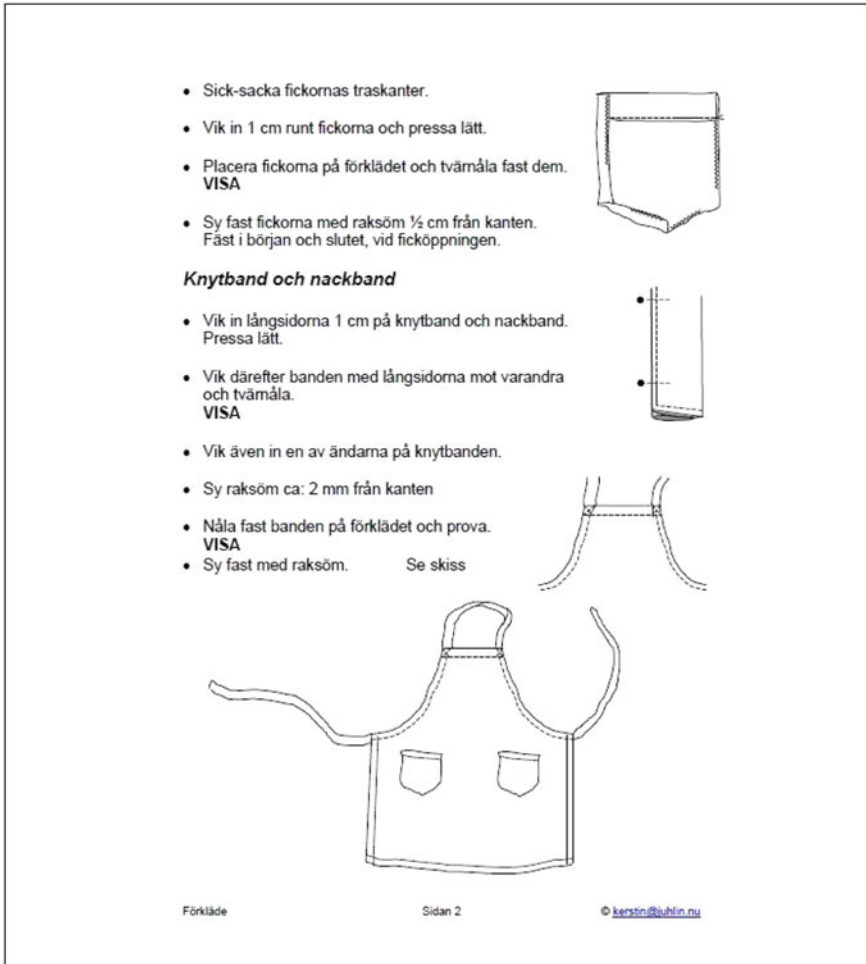 • Sick-sacka fickornas traskanter.
• Vik in 1 cm runt fickorna och pressa lätt.
• Placera fickorna på förklädet och tvärnåla fast dem.
VISA
• Sy fast fickorna med raksöm ½ cm från kanten.
Fäst i början och slutet, vid ficköppningen.
Knytband och nackband
• Vik in långsidorna 1 cm på knytband och nackband.
Pressa lätt.
• Vik därefter banden med långsidorna mot varandra
och tvärnåla.
VISA
• Vik även in en av ändarna på knytbanden.
• Sy raksöm ca: 2 mm från kanten
• Nåla fast banden på förklädet och prova.
VISA
• Sy fast med raksöm. Se skiss
Förkläde Sidan 2 © kerstin@juhlin.nu